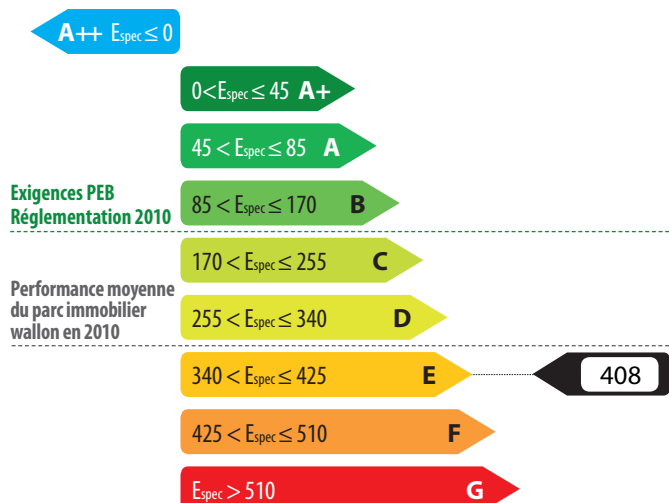 A++ Espec ≤ 0
0<Espec ≤ 45 A+
45 < Espec ≤ 85 A
Exigences PEB
Réglementation 2010
85 < Espec ≤ 170 B
170 < Espec ≤ 255 C
Performance moyenne
du parc immobilier
wallon en 2010
255 < Espec ≤ 340 D
340 < Espec ≤ 425 E
408
425 < Espec ≤ 510 F
Espec > 510 G